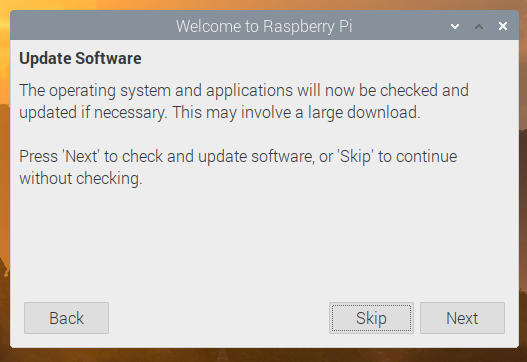 Welcome to Raspberry Pi
Update Software
The operating system and applications will now be checked and
updated if necessary. This may involve a large download.
Press 'Next' to check and update software, or 'Skip' to continue
without checking.
Back
Skip
Next